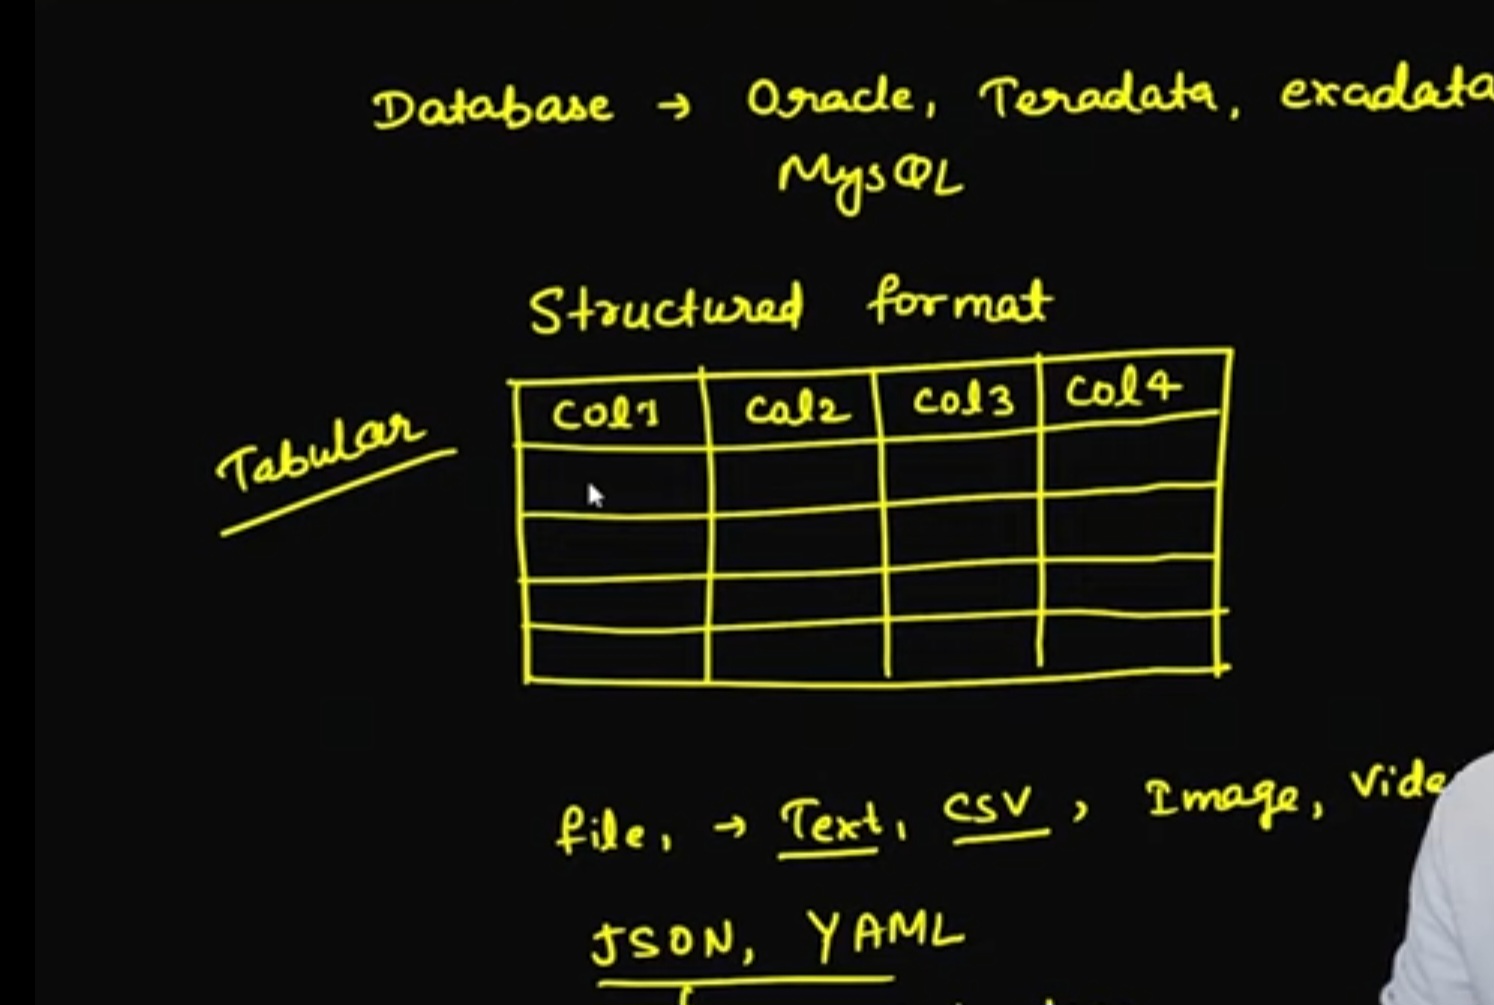 Database → Oracle, Teradata, exadata
MySQL
Structured format
Tabular
Col1 Col2 Col3 Col4
file, → Text, CSV, Image, Vide
JSON, YAML